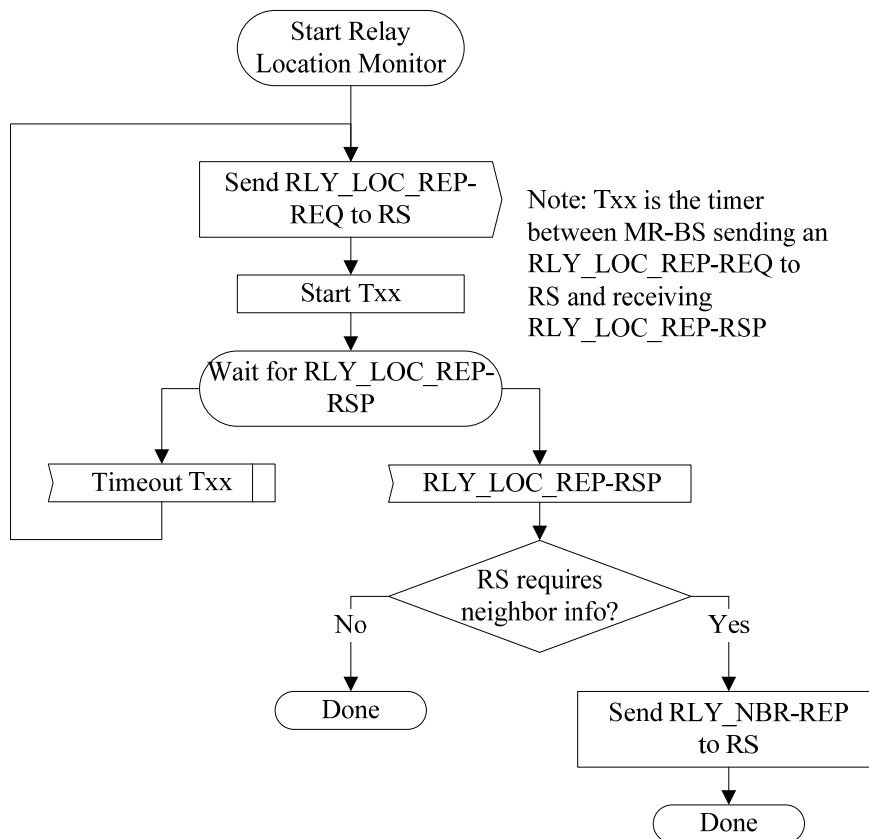 Start Relay
Location Monitor
Send RLY_LOC_REP-
REQ to RS
Note: Txx is the timer
between MR-BS sending an
RLY_LOC_REP-REQ to
RS and receiving
RLY_LOC_REP-RSP
Start Txx
Wait for RLY_LOC_REP-
RSP
Timeout Txx
RLY_LOC_REP-RSP
RS requires
neighbor info?
No
Yes
Done
Send RLY_NBR-REP
to RS
Done